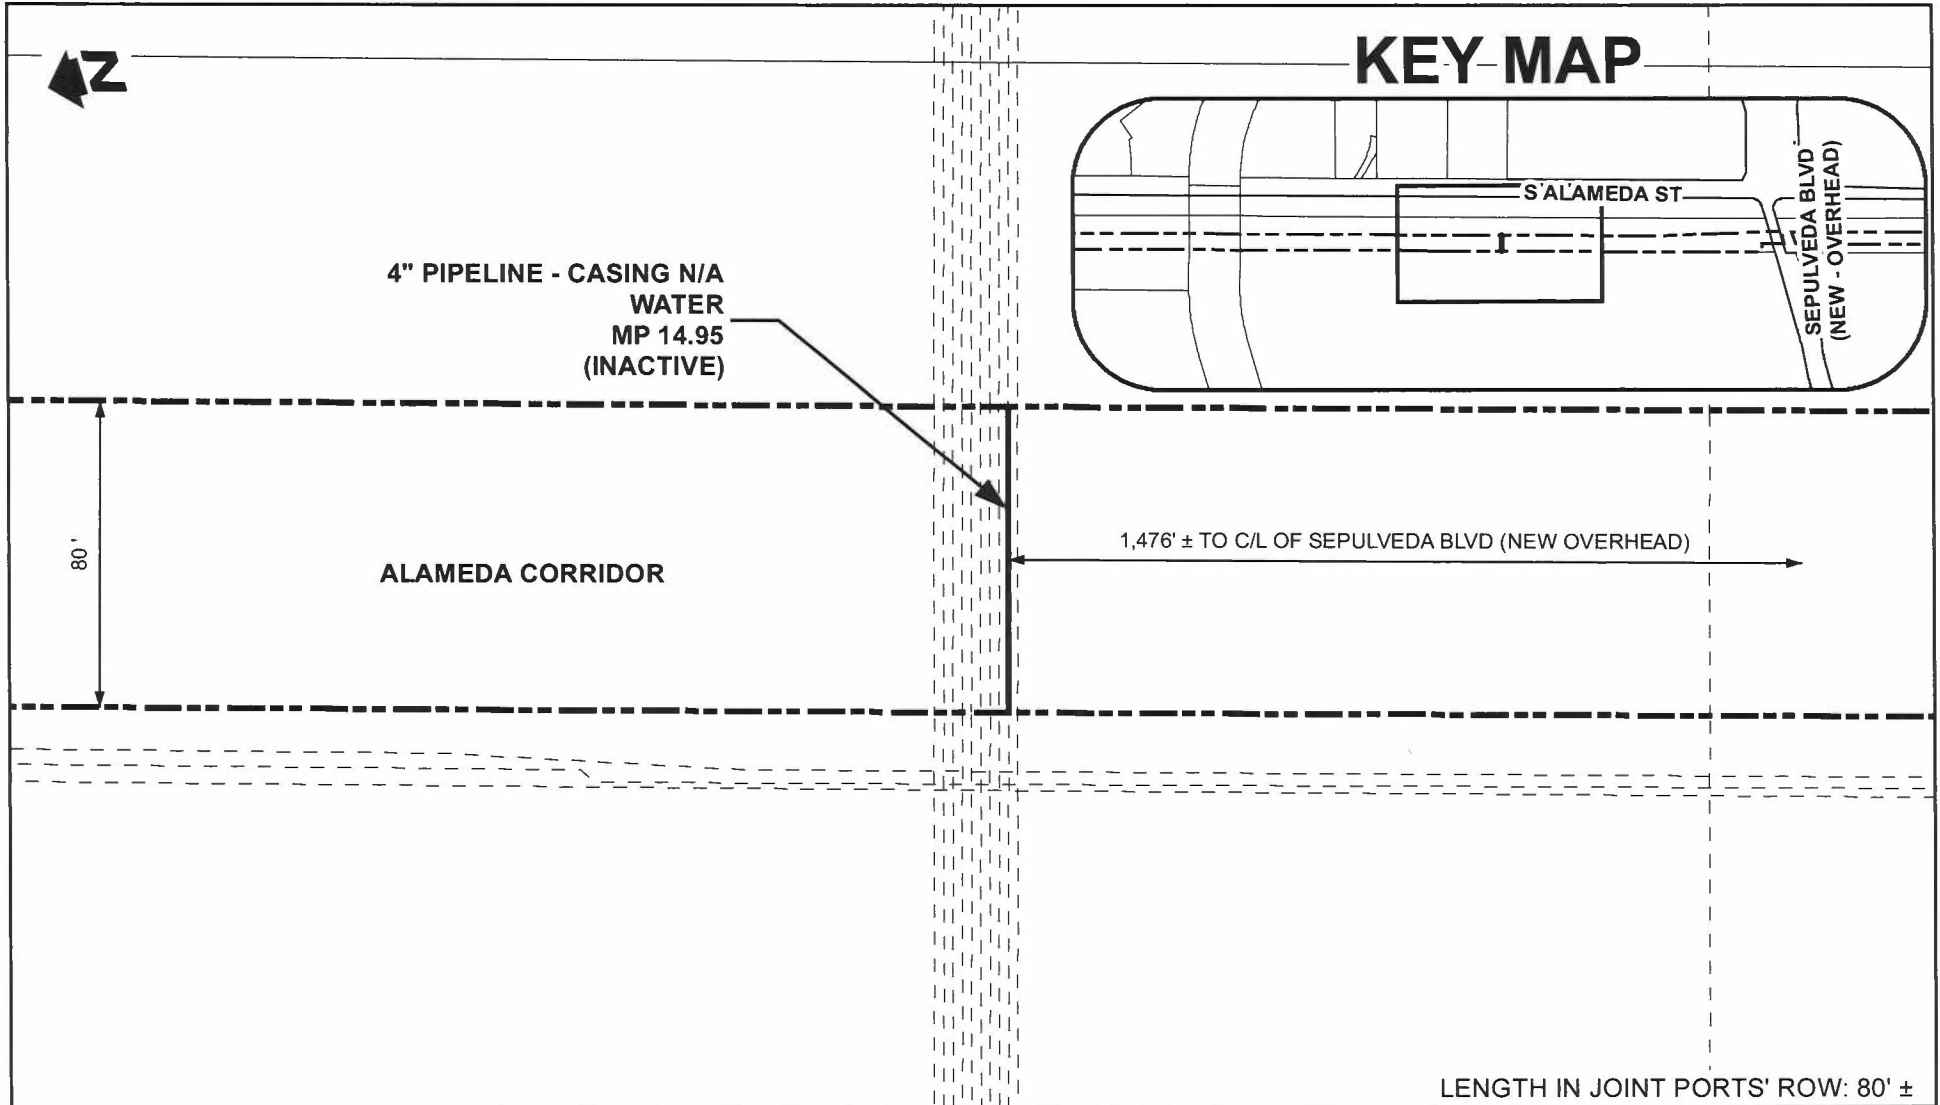 N
KEY MAP
S ALAMEDA ST
SEPULVEDA BLVD
(NEW - OVERHEAD)
4" PIPELINE - CASING N/A
WATER
MP 14.95
(INACTIVE)
80'
ALAMEDA CORRIDOR
1,476' ± TO C/L OF SEPULVEDA BLVD (NEW OVERHEAD)
LENGTH IN JOINT PORTS' ROW: 80' ±